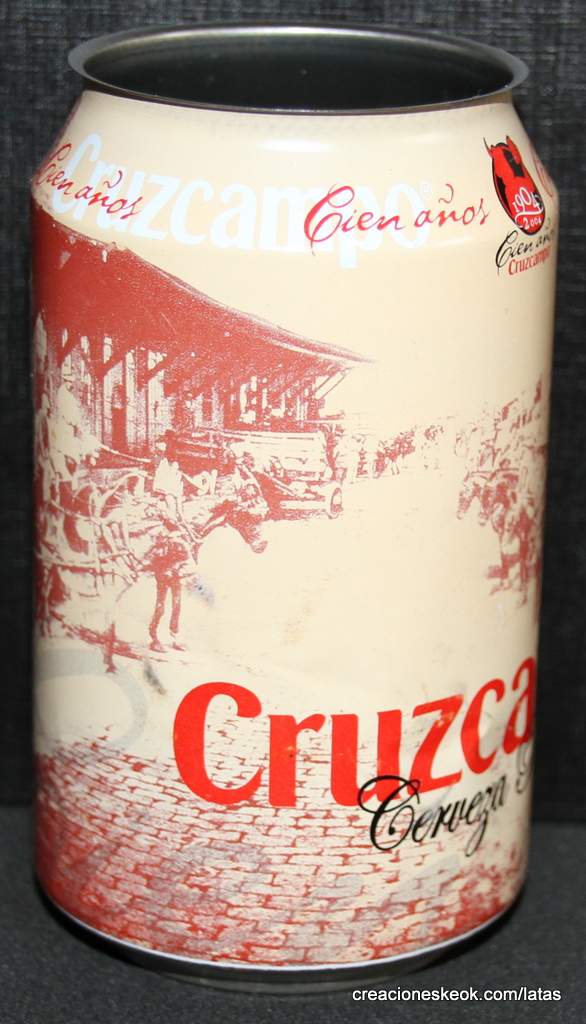 Cruzcampo®
Cien años
Cien años
1904
2004
Cien años
Cruzcampo
Cruzca
Cerveza
creacioneskeok.com/latas